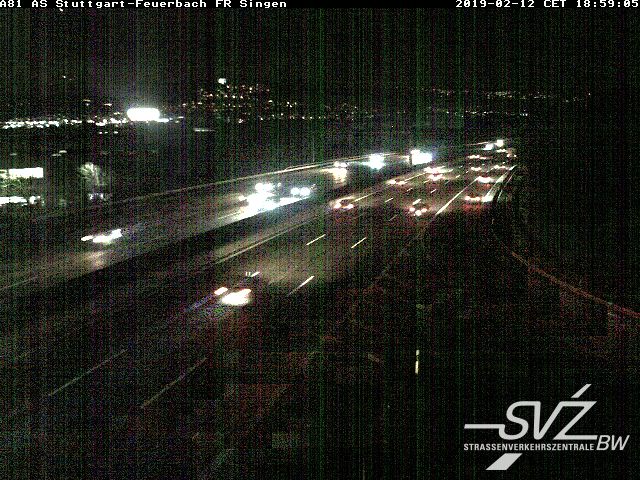 A81 AS Stuttgart-Feuerbach FR Singen
2019-02-12 CET 18:59:05
SVZ
STRASSENVERKEHRSZENTRALE BW